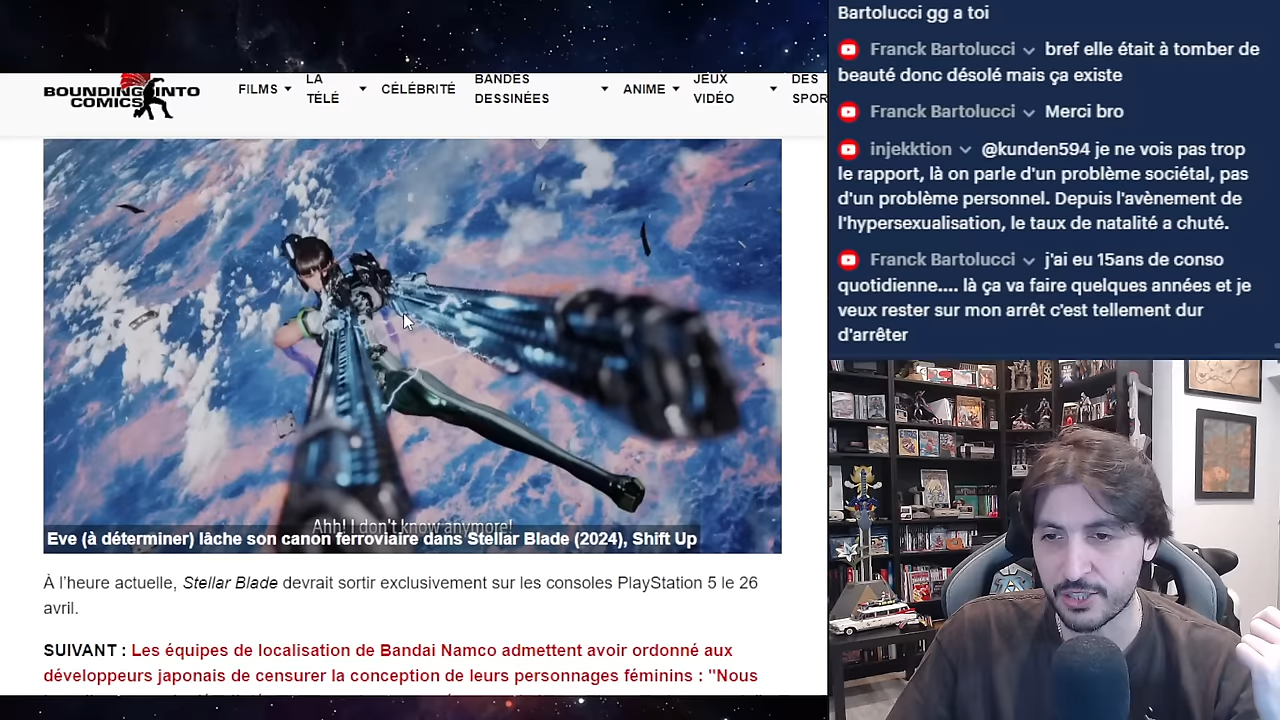 BOUNDING INTO
COMICS
FILMS
LA
TÉLÉ
CÉLÉBRITÉ
BANDES
DESSINÉES
ANIME
JEUX
VIDÉO
DES
SPOR
Ahh! I don't know anymore!
Eve (à déterminer) lâche son canon ferroviaire dans Stellar Blade (2024), Shift Up
À l'heure actuelle, Stellar Blade devrait sortir exclusivement sur les consoles PlayStation 5 le 26
avril.
SUIVANT : Les équipes de localisation de Bandai Namco admettent avoir ordonné aux
développeurs japonais de censurer la conception de leurs personnages féminins : "Nous
Bartolucci gg a toi
Franck Bartolucci bref elle était à tomber de
beauté donc désolé mais ça existe
Franck Bartolucci Merci bro
injekktion @kunden594 je ne vois pas trop
le rapport, là on parle d'un problème sociétal, pas
d'un problème personnel. Depuis l'avènement de
l'hypersexualisation, le taux de natalité a chuté.
Franck Bartolucci j'ai eu 15ans de conso
quotidienne.... là ça va faire quelques années et je
veux rester sur mon arrêt c'est tellement dur
d'arrêter